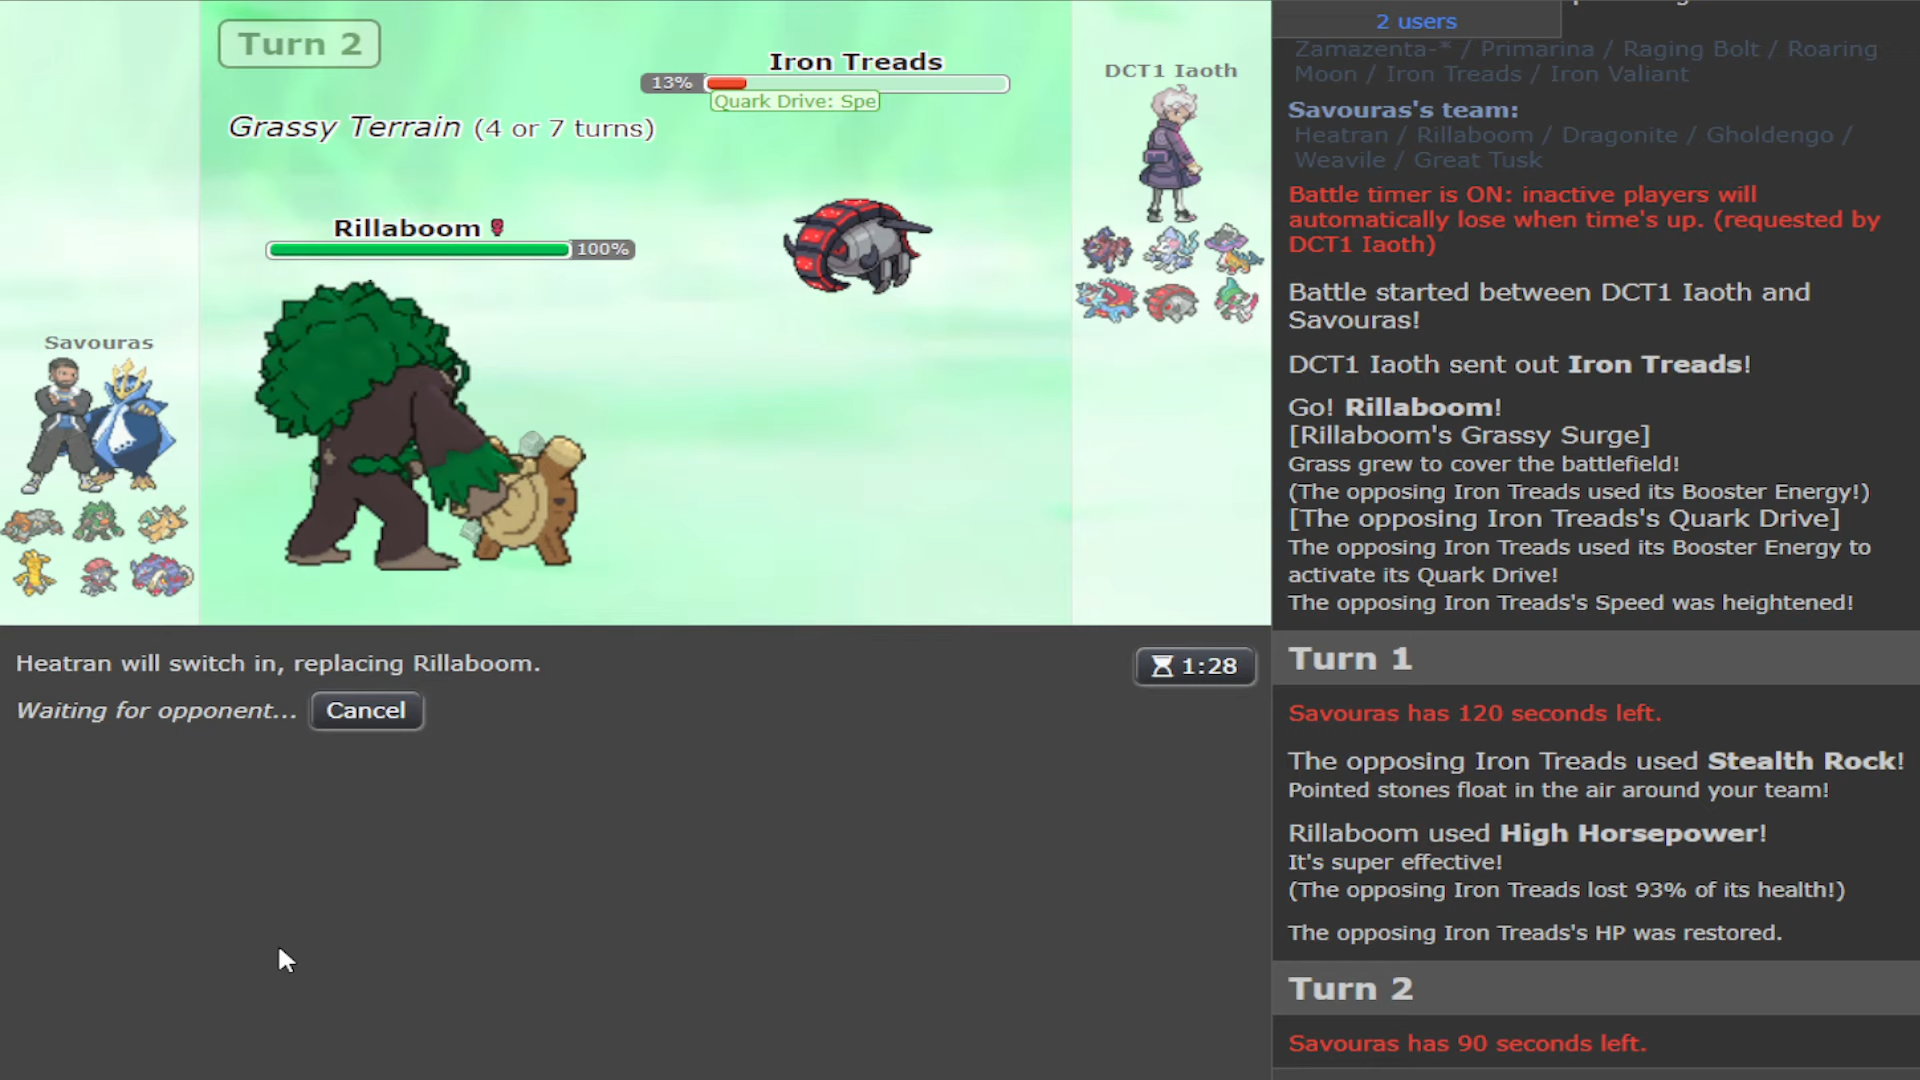 Turn 2
Iron Treads
13%
Quark Drive: Spe
Grassy Terrain (4 or 7 turns)
Rillaboom
100%
DCT1 Iaoth
Savouras
Heatran will switch in, replacing Rillaboom.
1:28
Waiting for opponent... Cancel
2 users
Zamazenta-* / Primarina / Raging Bolt / Roaring
Moon / Iron Treads / Iron Valiant
Savouras's team:
Heatran / Rillaboom / Dragonite / Gholdengo /
Weavile / Great Tusk
Battle timer is ON: inactive players will
automatically lose when time's up. (requested by
DCT1 Iaoth)
Battle started between DCT1 Iaoth and
Savouras!
DCT1 Iaoth sent out Iron Treads!
Go! Rillaboom!
[Rillaboom's Grassy Surge]
Grass grew to cover the battlefield!
(The opposing Iron Treads used its Booster Energy!)
[The opposing Iron Treads's Quark Drive]
The opposing Iron Treads used its Booster Energy to
activate its Quark Drive!
The opposing Iron Treads's Speed was heightened!
Turn 1
Savouras has 120 seconds left.
The opposing Iron Treads used Stealth Rock!
Pointed stones float in the air around your team!
Rillaboom used High Horsepower!
It's super effective!
(The opposing Iron Treads lost 93% of its health!)
The opposing Iron Treads's HP was restored.
Turn 2
Savouras has 90 seconds left.